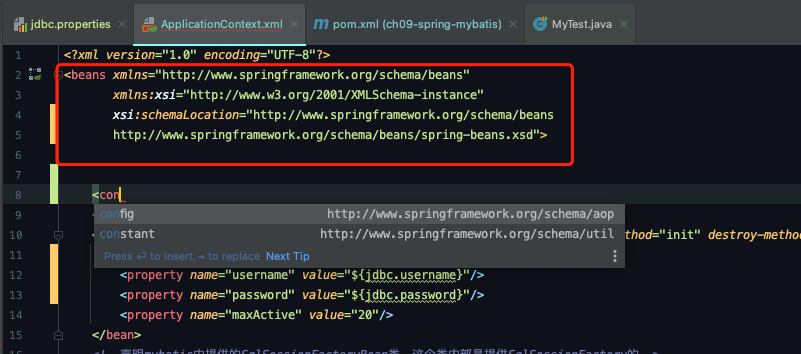 jdbc.properties ApplicationContext.xml pom.xml (ch09-spring-mybatis) MyTest.java
1 <?xml version="1.0" encoding="UTF-8"?>
2 <beans xmlns="http://www.springframework.org/schema/beans"
3 xmlns:xsi="http://www.w3.org/2001/XMLSchema-instance"
4 xsi:schemaLocation="http://www.springframework.org/schema/beans
5 http://www.springframework.org/schema/beans/spring-beans.xsd">
6
7
8 <con
9 config http://www.springframework.org/schema/aop
10 constant http://www.springframework.org/schema/util hod="init" destroy-metho
11 Press to insert, to replace Next Tip
12 <property name="username" value="${jdbc.username}"/>
13 <property name="password" value="${jdbc.password}"/>
14 <property name="maxActive" value="20"/>
15 </bean>
16